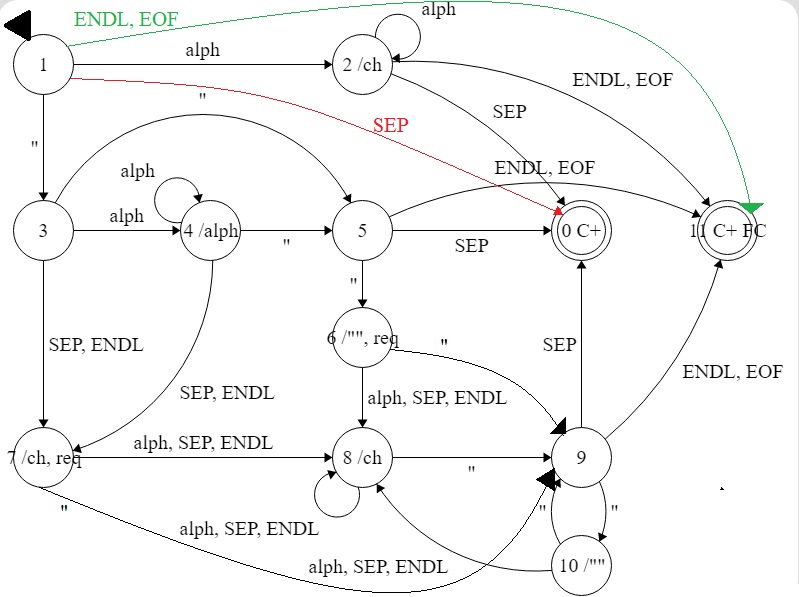 ENDL, EOF
alph
alph
1
2 /ch
ENDL, EOF
"
SEP
SEP
"
ENDL, EOF
alph
alph
3
4 /alph
"
5
SEP
0 C+
11 C+ FC
"
6 /"", req
"
SEP, ENDL
SEP
ENDL, EOF
SEP, ENDL
alph, SEP, ENDL
alph, SEP, ENDL
7 /ch, req
8 /ch
"
9
"
"
"
alph, SEP, ENDL
alph, SEP, ENDL
10 /""